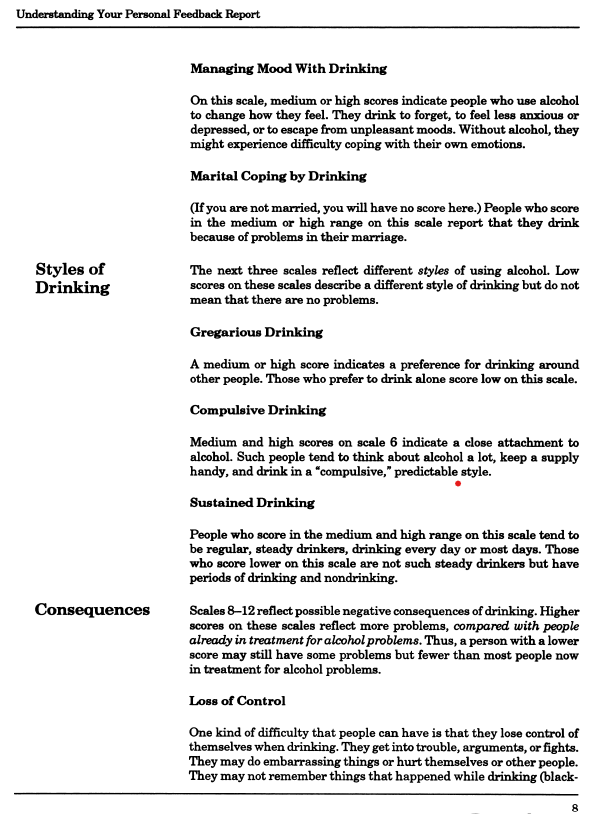 Understanding Your Personal Feedback Report
Managing Mood With Drinking
On this scale, medium or high scores indicate people who use alcohol
to change how they feel. They drink to forget, to feel less anxious or
depressed, or to escape from unpleasant moods. Without alcohol, they
might experience difficulty coping with their own emotions.
Marital Coping by Drinking
(If you are not married, you will have no score here.) People who score
in the medium or high range on this scale report that they drink
because of problems in their marriage.
Styles of
Drinking
The next three scales reflect different styles of using alcohol. Low
scores on these scales describe a different style of drinking but do not
mean that there are no problems.
Gregarious Drinking
A medium or high score indicates a preference for drinking around
other people. Those who prefer to drink alone score low on this scale.
Compulsive Drinking
Medium and high scores on scale 6 indicate a close attachment to
alcohol. Such people tend to think about alcohol a lot, keep a supply
handy, and drink in a “compulsive,” predictable style.
Sustained Drinking
People who score in the medium and high range on this scale tend to
be regular, steady drinkers, drinking every day or most days. Those
who score lower on this scale are not such steady drinkers but have
periods of drinking and nondrinking.
Consequences
Scales 8–12 reflect possible negative consequences of drinking. Higher
scores on these scales reflect more problems, compared with people
already in treatment for alcohol problems. Thus, a person with a lower
score may still have some problems but fewer than most people now
in treatment for alcohol problems.
Loss of Control
One kind of difficulty that people can have is that they lose control of
themselves when drinking. They get into trouble, arguments, or fights.
They may do embarrassing things or hurt themselves or other people.
They may not remember things that happened while drinking (black-
8